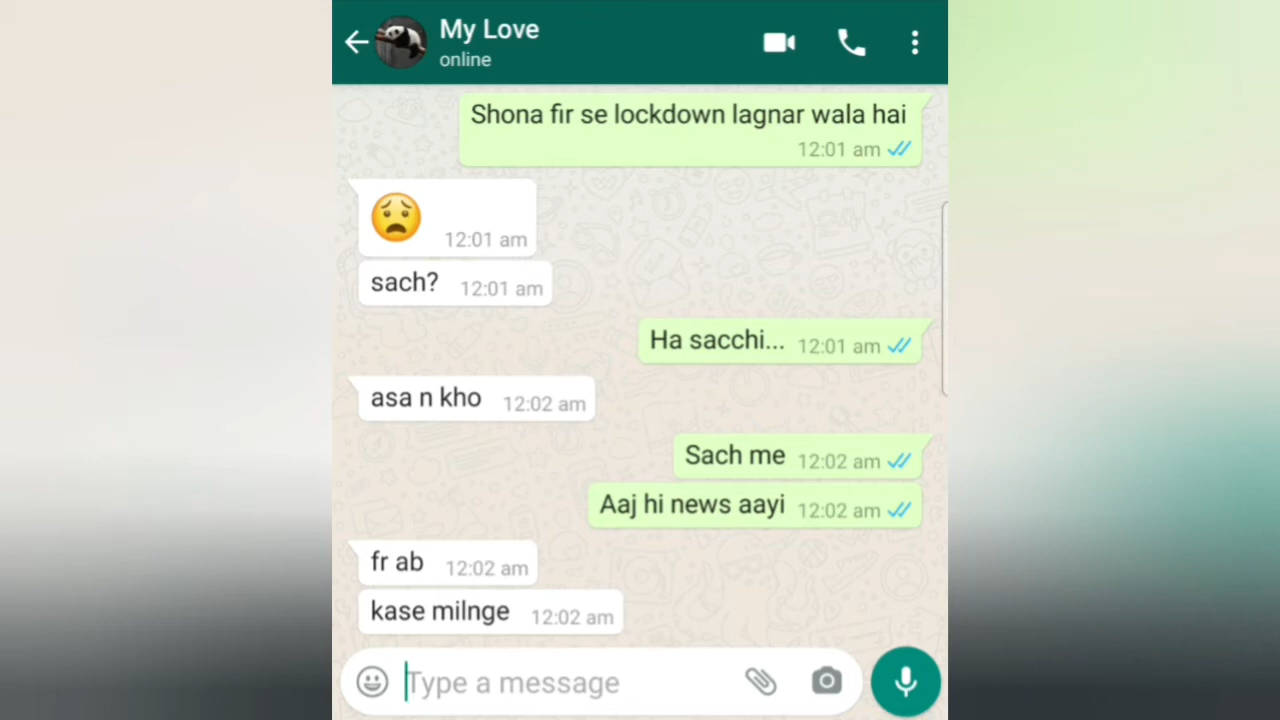 My Love
online
Shona fir se lockdown lagnar wala hai
12:01 am
12:01 am
sach? 12:01 am
Ha sacchi... 12:01 am
asa n kho 12:02 am
Sach me 12:02 am
Aaj hi news aayi 12:02 am
fr ab 12:02 am
kase milnge 12:02 am
Type a message